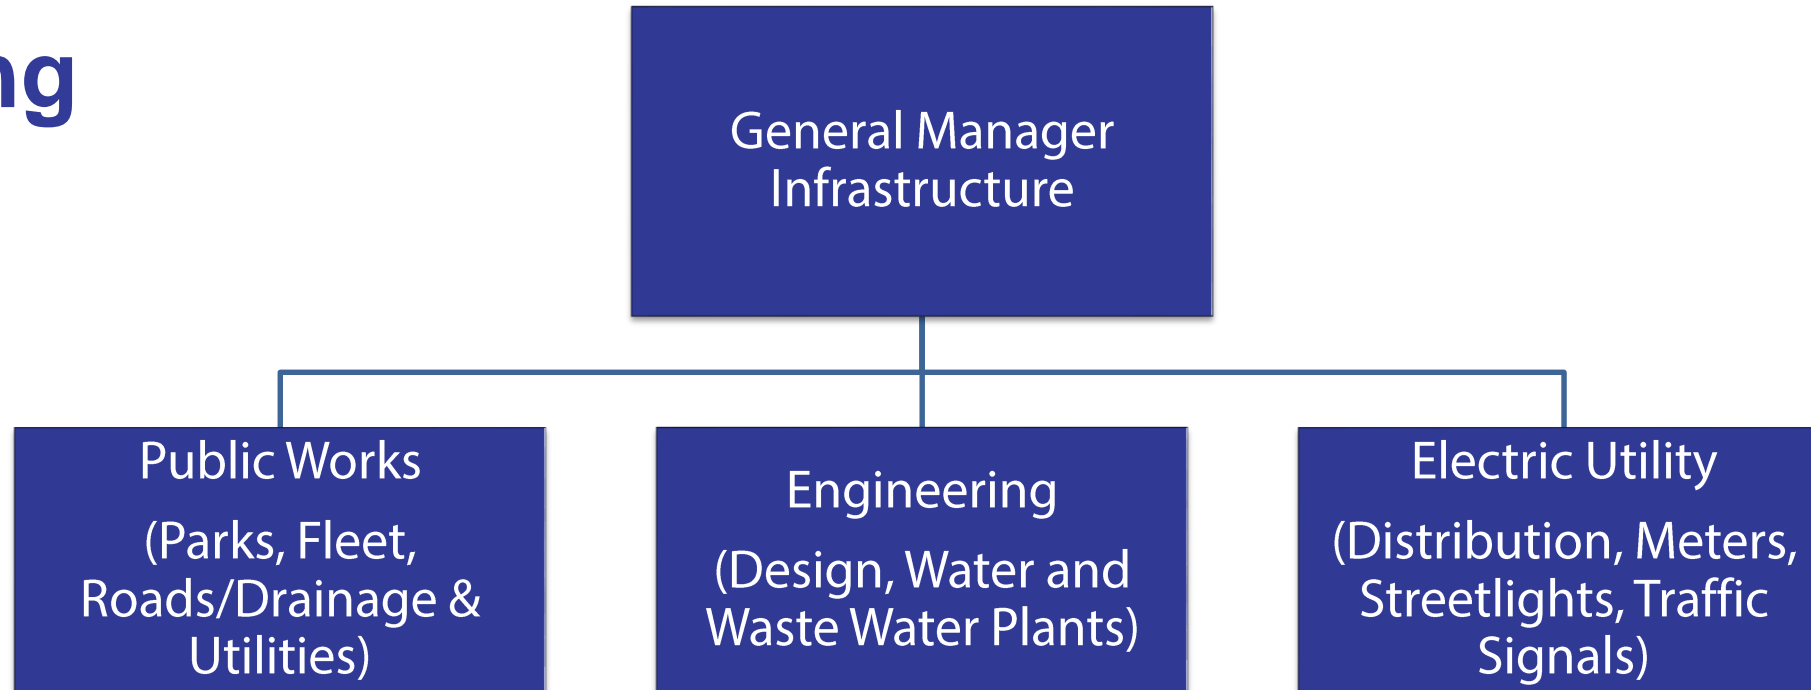 ng
General Manager
Infrastructure
Public Works
(Parks, Fleet,
Roads/Drainage &
Utilities)
Engineering
(Design, Water and
Waste Water Plants)
Electric Utility
(Distribution, Meters,
Streetlights, Traffic
Signals)